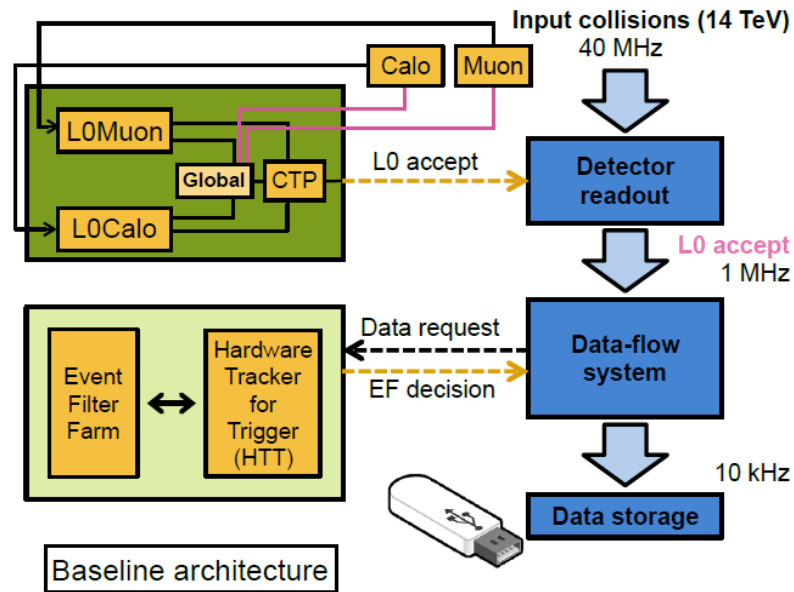 Input collisions (14 TeV)
40 MHz
Calo
Muon
L0Muon
Global
CTP
L0Calo
L0 accept
Detector
readout
L0 accept
1 MHz
Event
Filter
Farm
Hardware
Tracker
for
Trigger
(HTT)
Data request
EF decision
Data-flow
system
10 kHz
Data storage
Baseline architecture